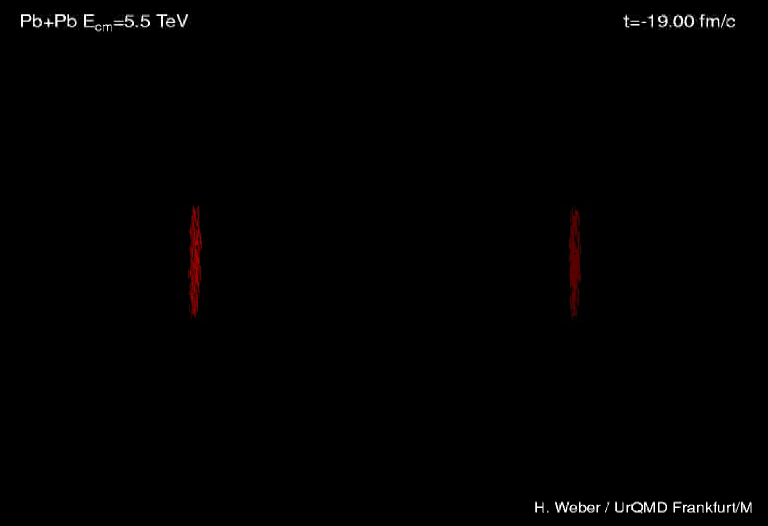 Pb+Pb Ecm=5.5 TeV
t=-19.00 fm/c
H. Weber / UrQMD Frankfurt/M